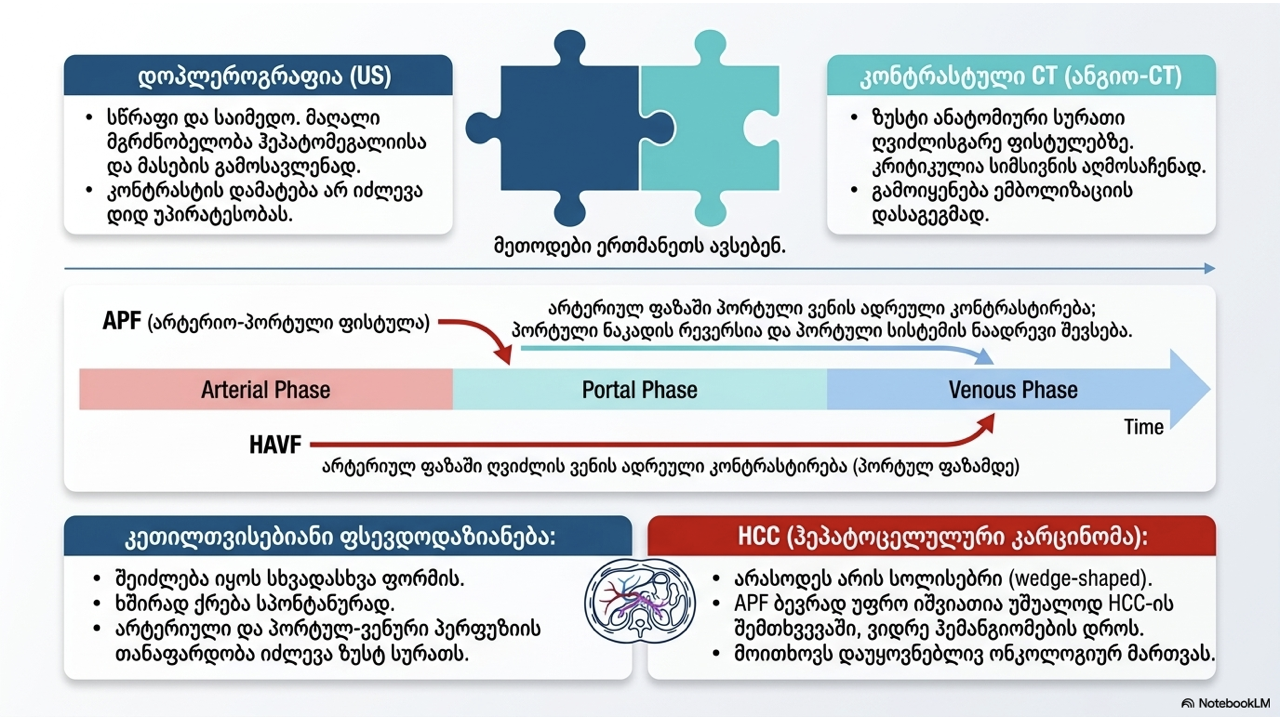 დოპლეროგრაფია (US)
• სწრაფი და საიმედო. მაღალი
მგრძნობელობა ჰეპატომეგალიისა
და მასების გამოსავლენად.
• კონტრასტის დამატება არ იძლევა
დიდ უპირატესობას.
მეთოდები ერთმანეთს ავსებენ.
კონტრასტული CT (ანგიო-CT)
• ზუსტი ანატომიური სურათი
ღვიძლისგარე ფისტულებზე.
კრიტიკულია სიმსივნის აღმოსაჩენად.
• გამოიყენება ემბოლიზაციის
დასაგეგმად.
APF (არტერიო-პორტული ფისტულა)
არტერიულ ფაზაში პორტული ვენის ადრეული კონტრასტირება;
პორტული ნაკადის რევერსია და პორტული სისტემის ნაადრევი შევსება.
Arterial Phase
Portal Phase
Venous Phase
Time
HAVF
არტერიულ ფაზაში ღვიძლის ვენის ადრეული კონტრასტირება (პორტულ ფაზამდე)
კეთილთვისებიანი ფსევდოდაზიანება:
• შეიძლება იყოს სხვადასხვა ფორმის.
• ხშირად ქრება სპონტანურად.
• არტერიული და პორტულ-ვენური პერფუზიის
თანაფარდობა იძლევა ზუსტ სურათს.
HCC (ჰეპატოცელულური კარცინომა):
• არასოდეს არის სოლისებრი (wedge-shaped).
• APF ბევრად უფრო იშვიათია უშუალოდ HCC-ის
შემთხვევაში, ვიდრე ჰემანგიომების დროს.
• მოითხოვს დაუყოვნებლივ ონკოლოგიურ მართვას.
NotebookLM